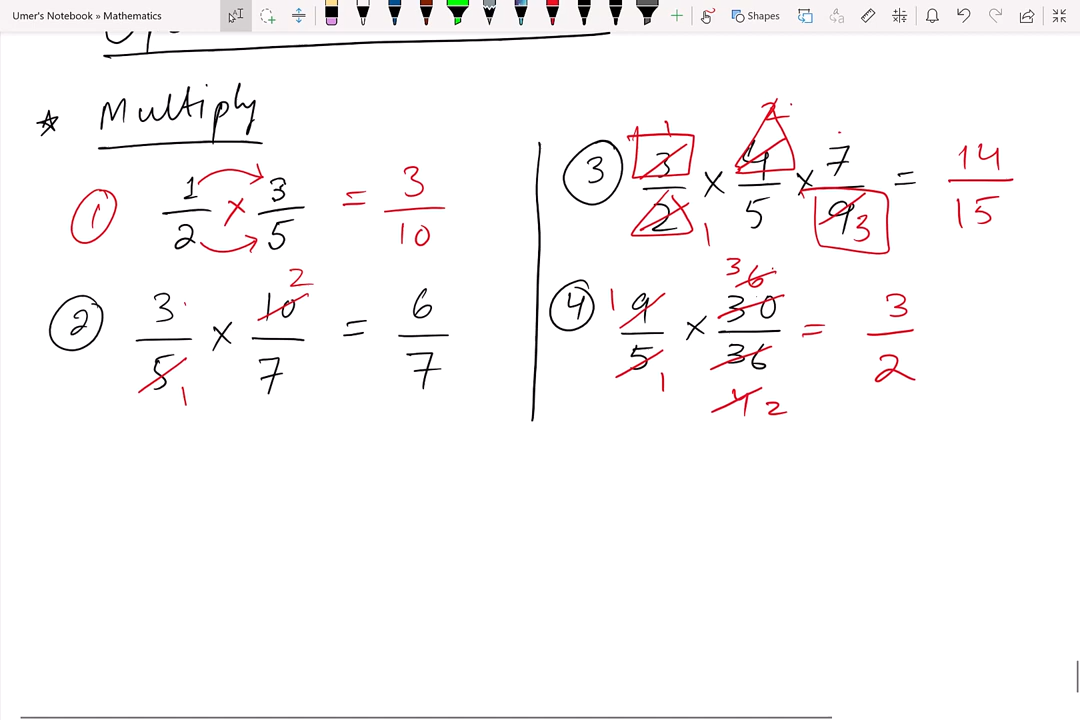 Umer's Notebook » Mathematics
Shapes
☆ Multiply
① 1/2 × 3/5 = 3/10
② 3/5 1 × 10 2/7 = 6/7
③ 3 1/2 1 × 4 2/5 × 7/9 3 = 14/15
④ 1 9/5 1 × 3 6 30/36 4 2 = 3/2